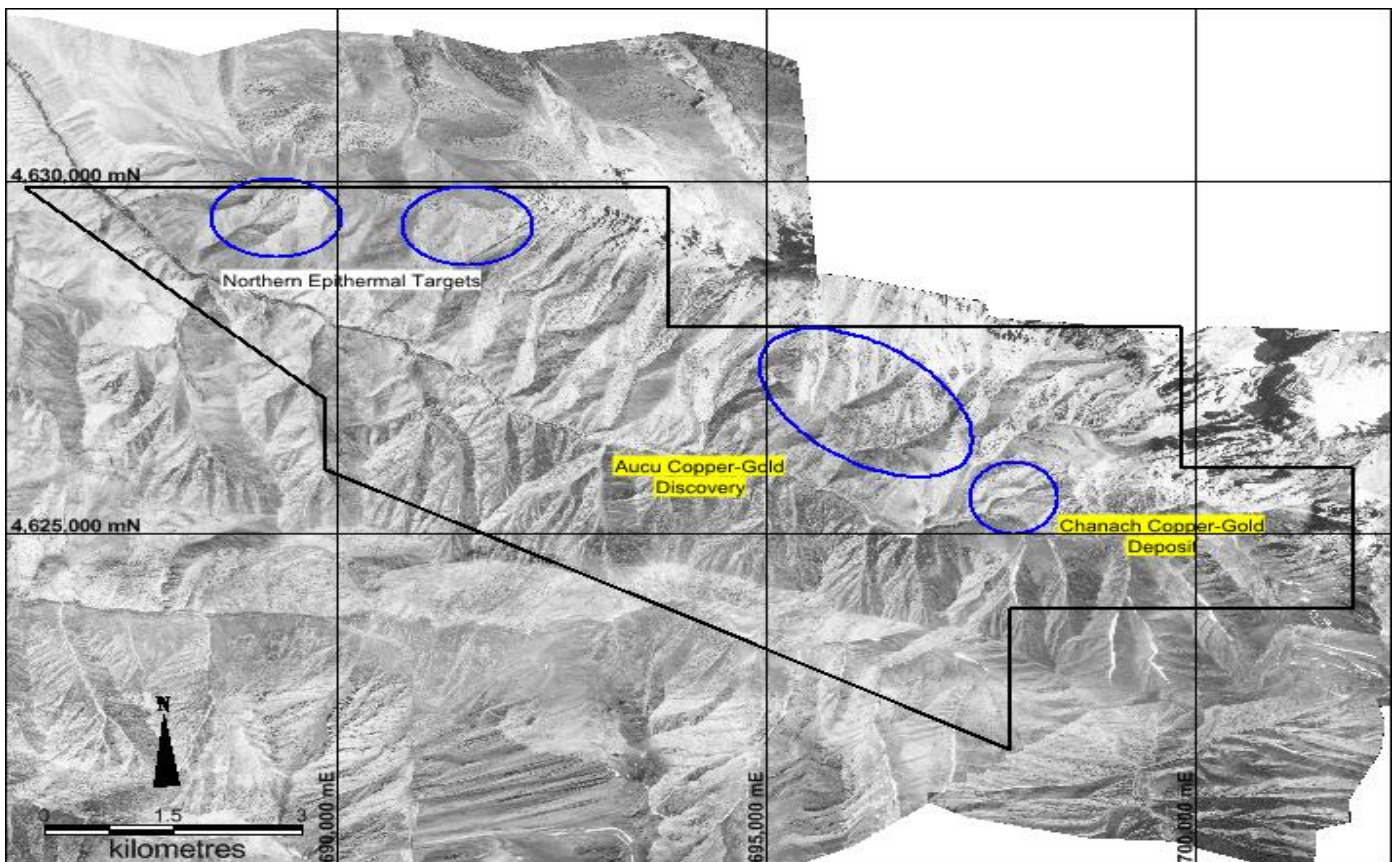 4,630,000 mN
Northern Epithermal Targets
Aucu Copper-Gold
Discovery
4,625,000 mN
Chanach Copper-Gold
Deposit
N
0 1.5 3
kilometres
690,000 mE
695,000 mE
700,000 mE